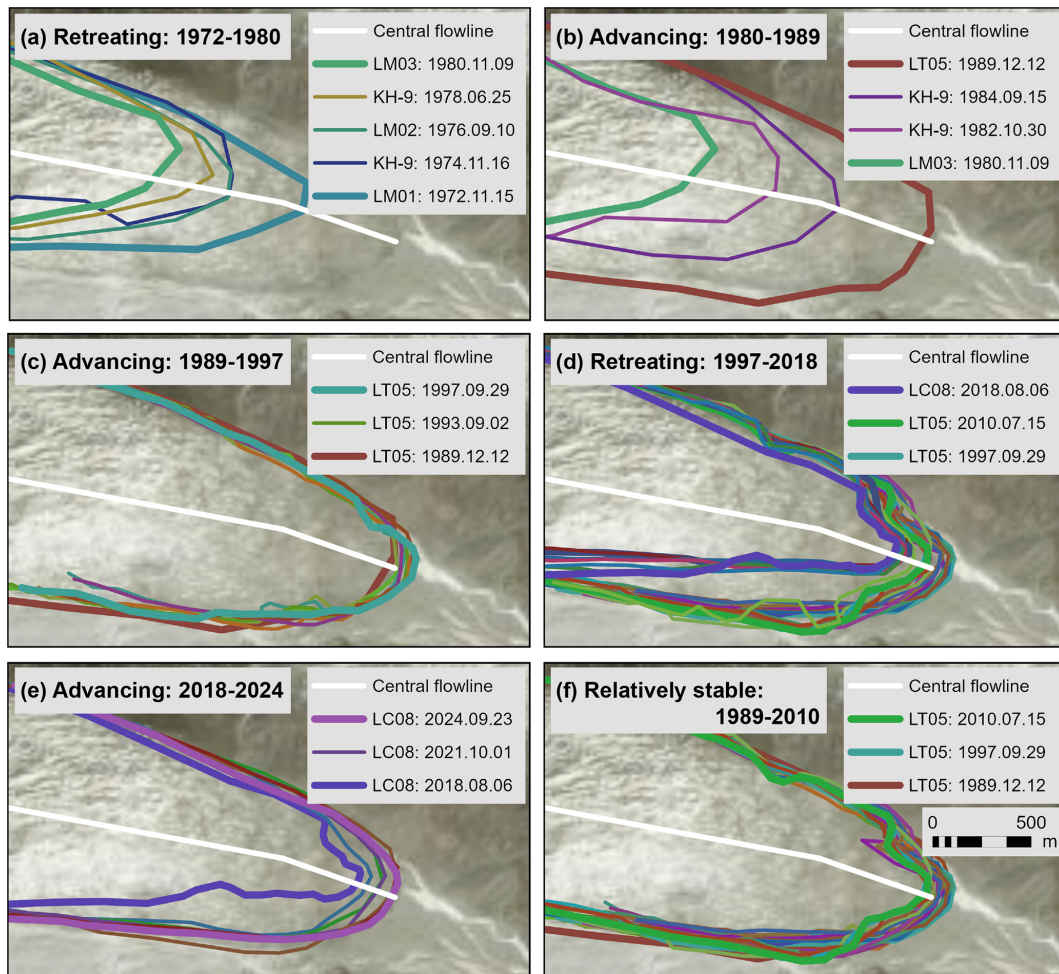 (a) Retreating: 1972-1980
Central flowline
LM03: 1980.11.09
KH-9: 1978.06.25
LM02: 1976.09.10
KH-9: 1974.11.16
LM01: 1972.11.15
(b) Advancing: 1980-1989
Central flowline
LT05: 1989.12.12
KH-9: 1984.09.15
KH-9: 1982.10.30
LM03: 1980.11.09
(c) Advancing: 1989-1997
Central flowline
LT05: 1997.09.29
LT05: 1993.09.02
LT05: 1989.12.12
(d) Retreating: 1997-2018
Central flowline
LC08: 2018.08.06
LT05: 2010.07.15
LT05: 1997.09.29
(e) Advancing: 2018-2024
Central flowline
LC08: 2024.09.23
LC08: 2021.10.01
LC08: 2018.08.06
(f) Relatively stable:
1989-2010
Central flowline
LT05: 2010.07.15
LT05: 1997.09.29
LT05: 1989.12.12
0 500
m